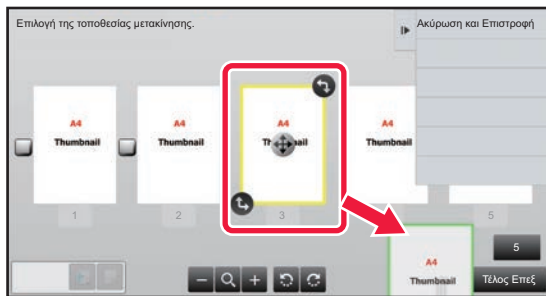 Επιλογή της τοποθεσίας μετακίνησης.
Ακύρωση και Επιστροφή
A4
Thumbnail
A4
Thumbnail
A4
A4
Thumbnail
1
2
3
5
5
A4
Thumbnail
Τέλος Επεξ